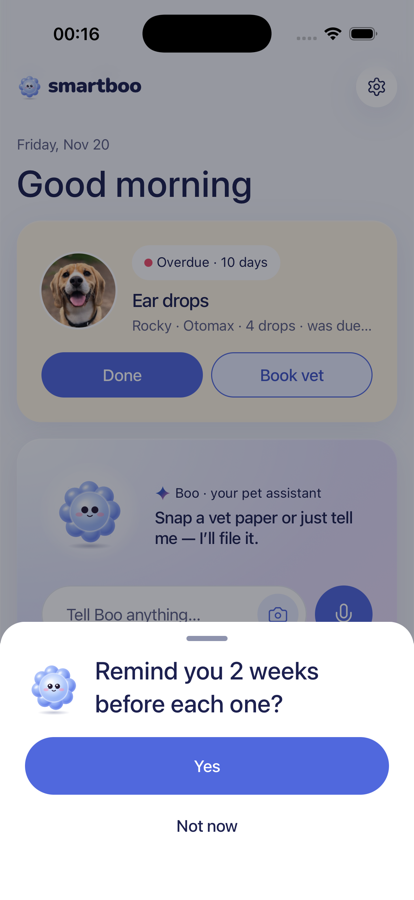 00:16
smartboo
Friday, Nov 20
Good morning
Overdue · 10 days
Ear drops
Rocky · Otomax · 4 drops · was due...
Done
Book vet
Boo · your pet assistant
Snap a vet paper or just tell
me — I'll file it.
Tell Boo anything...
Remind you 2 weeks
before each one?
Yes
Not now